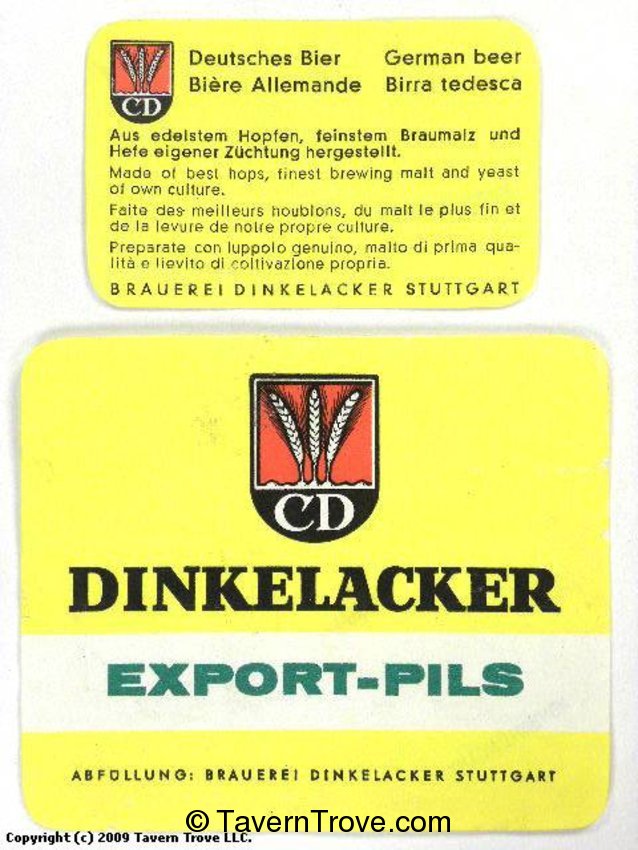 CD
Deutsches Bier German beer
Bière Allemande Birra tedesca
Aus edelstem Hopfen, feinstem Braumalz und
Hefe eigener Züchtung hergestellt.
Made of best hops, finest brewing malt and yeast
of own culture.
Faite des meilleurs houblons, du malt le plus fin et
de la levure de notre propre culture.
Preparate con luppolo genuino, malto di prima qua-
lità e lievito di coltivazione propria.
BRAUEREI DINKELACKER STUTTGART
CD
DINKELACKER
EXPORT-PILS
ABFÜLLUNG: BRAUEREI DINKELACKER STUTTGART
© TavernTrove.com
Copyright (c) 2009 Tavern Trove LLC.